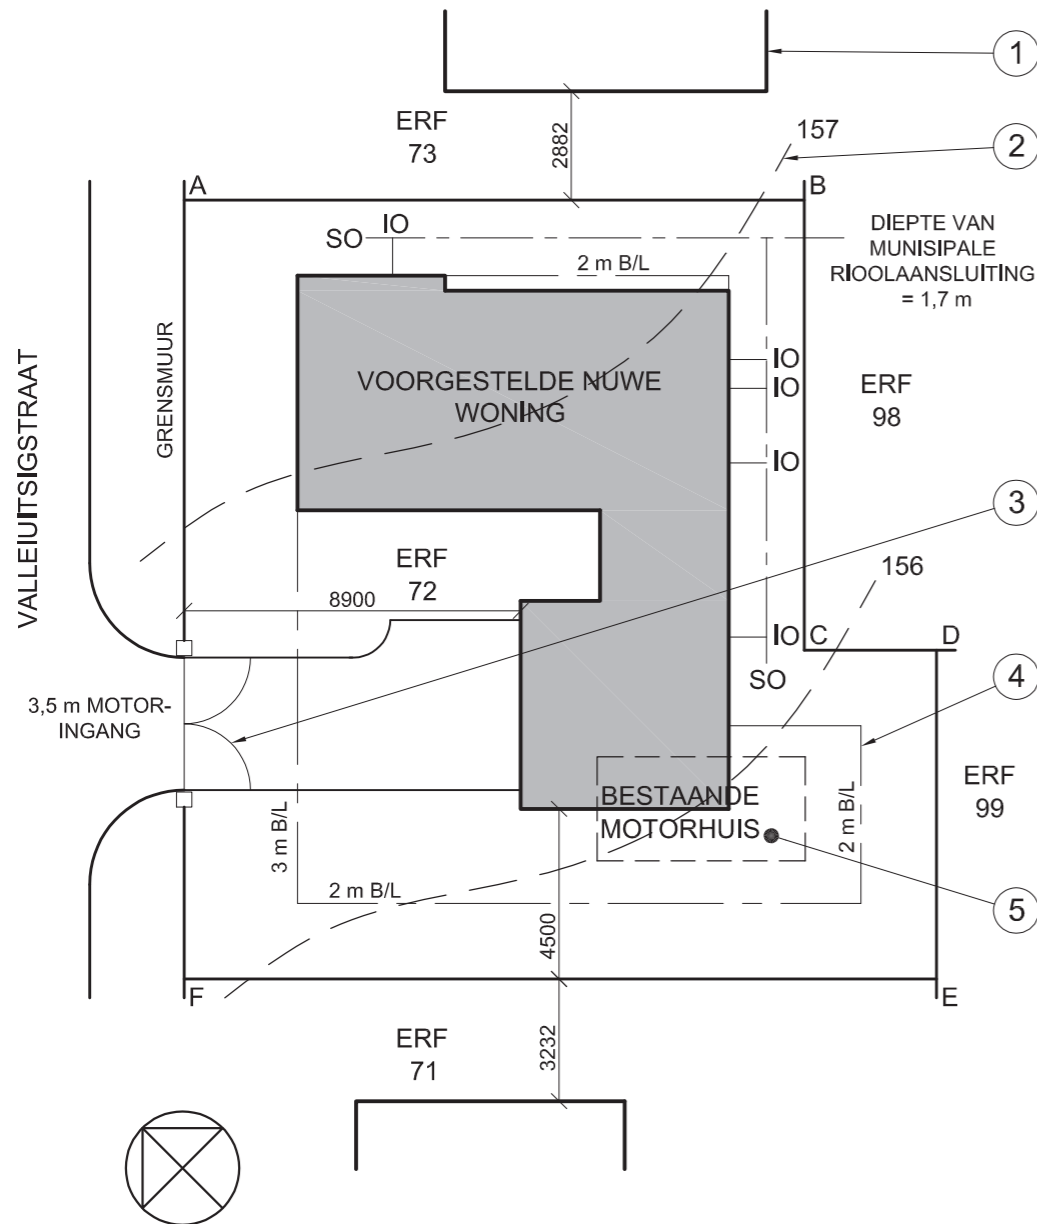 1
ERF
73
2882
157
2
A
B
IO
SO
DIEPTE VAN
MUNISIPALE
RIOOLAANSLUITING
= 1,7 m
2 m B/L
VALLEIUITSIGSTRAAT
GRENSMUUR
VOORGESTELDE NUWE
WONING
IO
IO
ERF
98
IO
3
ERF
72
156
8900
IO
C
D
SO
4
3,5 m MOTOR-
INGANG
ERF
99
BESTAANDE
MOTORHUIS
3 m B/L
2 m B/L
2 m B/L
5
4500
F
E
ERF
71
3232